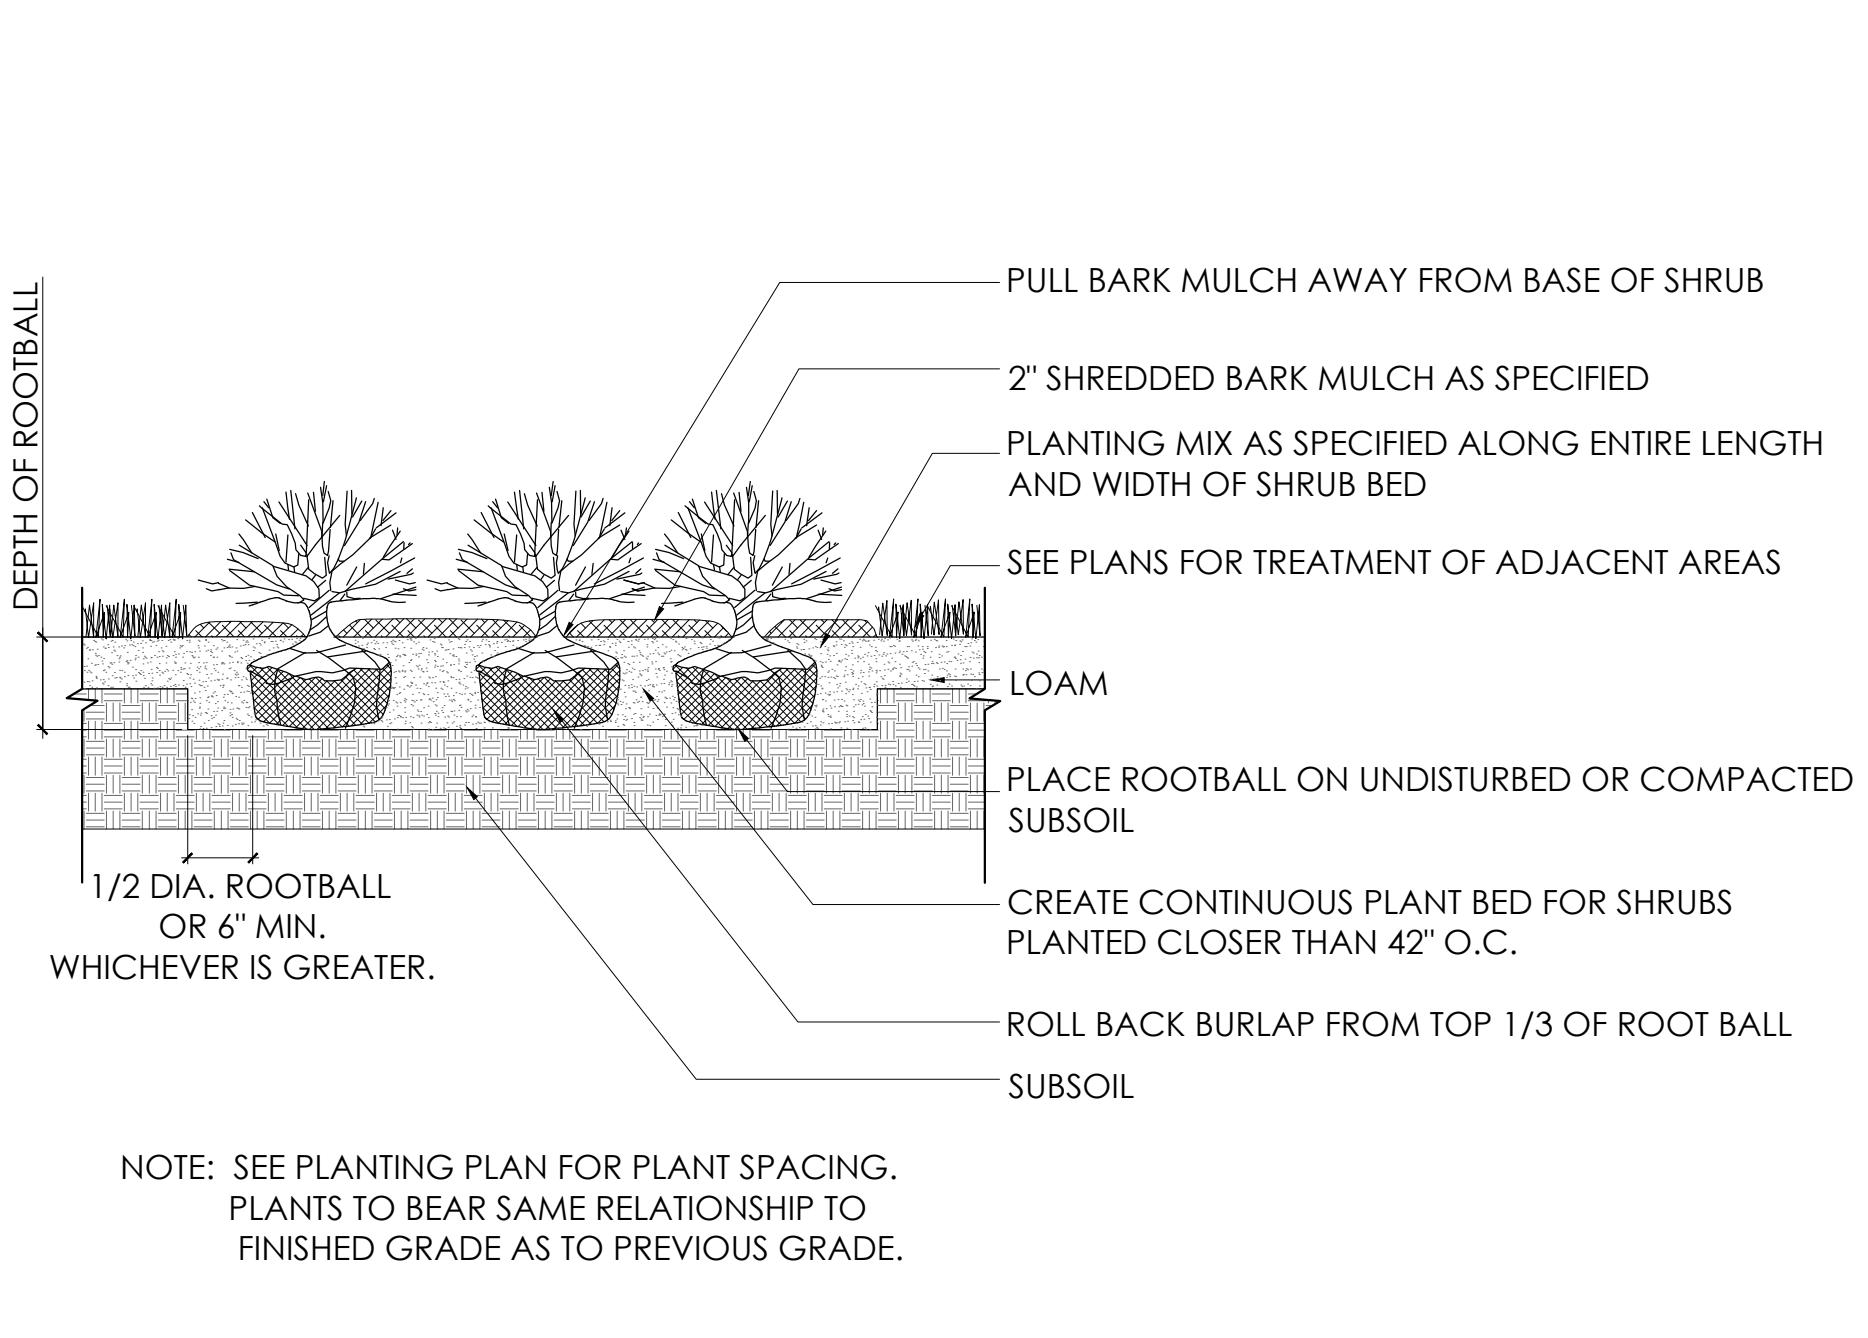 DEPTH OF ROOTBALL
PULL BARK MULCH AWAY FROM BASE OF SHRUB
2" SHREDDED BARK MULCH AS SPECIFIED
PLANTING MIX AS SPECIFIED ALONG ENTIRE LENGTH
AND WIDTH OF SHRUB BED
SEE PLANS FOR TREATMENT OF ADJACENT AREAS
LOAM
PLACE ROOTBALL ON UNDISTURBED OR COMPACTED
SUBSOIL
1/2 DIA. ROOTBALL
OR 6" MIN.
WHICHEVER IS GREATER.
CREATE CONTINUOUS PLANT BED FOR SHRUBS
PLANTED CLOSER THAN 42" O.C.
ROLL BACK BURLAP FROM TOP 1/3 OF ROOT BALL
SUBSOIL
NOTE: SEE PLANTING PLAN FOR PLANT SPACING.
PLANTS TO BEAR SAME RELATIONSHIP TO
FINISHED GRADE AS TO PREVIOUS GRADE.